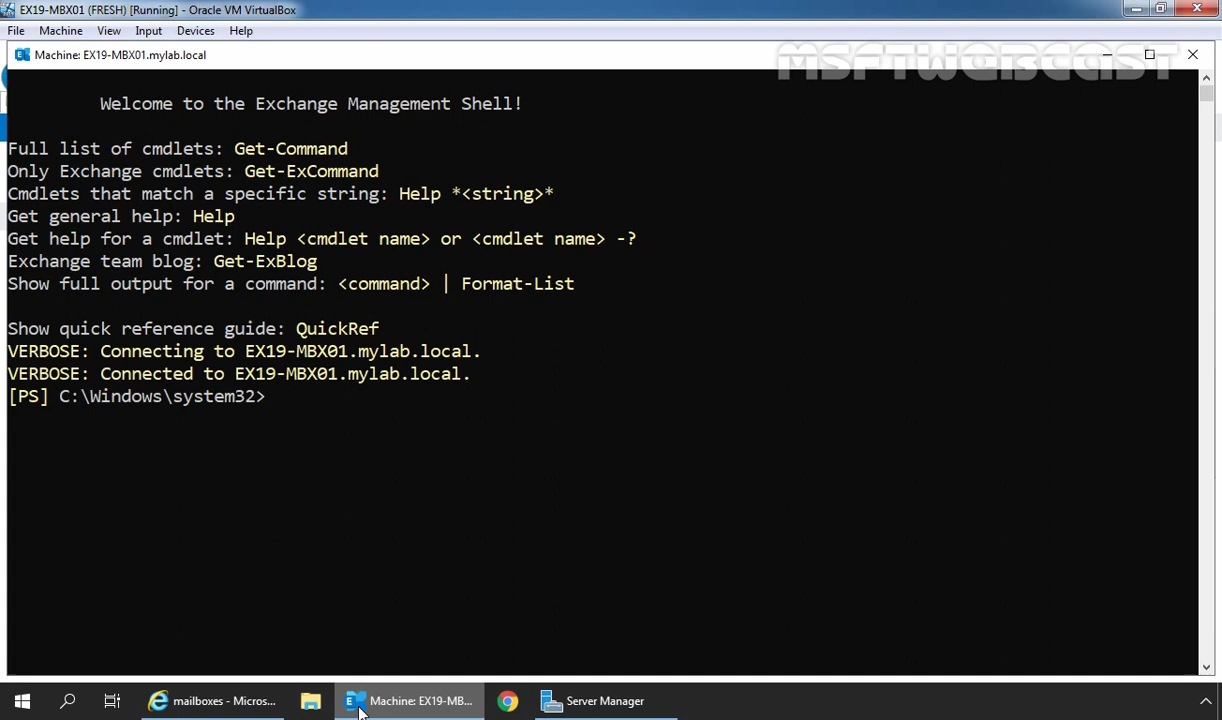 EX19-MBX01 (FRESH) [Running] - Oracle VM VirtualBox
File Machine View Input Devices Help
Machine: EX19-MBX01.mylab.local
MSFTWEBCAST
Welcome to the Exchange Management Shell!
Full list of cmdlets: Get-Command
Only Exchange cmdlets: Get-ExCommand
Cmdlets that match a specific string: Help *<string>*
Get general help: Help
Get help for a cmdlet: Help <cmdlet name> or <cmdlet name> -?
Exchange team blog: Get-ExBlog
Show full output for a command: <command> | Format-List
Show quick reference guide: QuickRef
VERBOSE: Connecting to EX19-MBX01.mylab.local.
VERBOSE: Connected to EX19-MBX01.mylab.local.
[PS] C:\Windows\system32>
mailboxes - Micros... Machine: EX19-MB... Server Manager